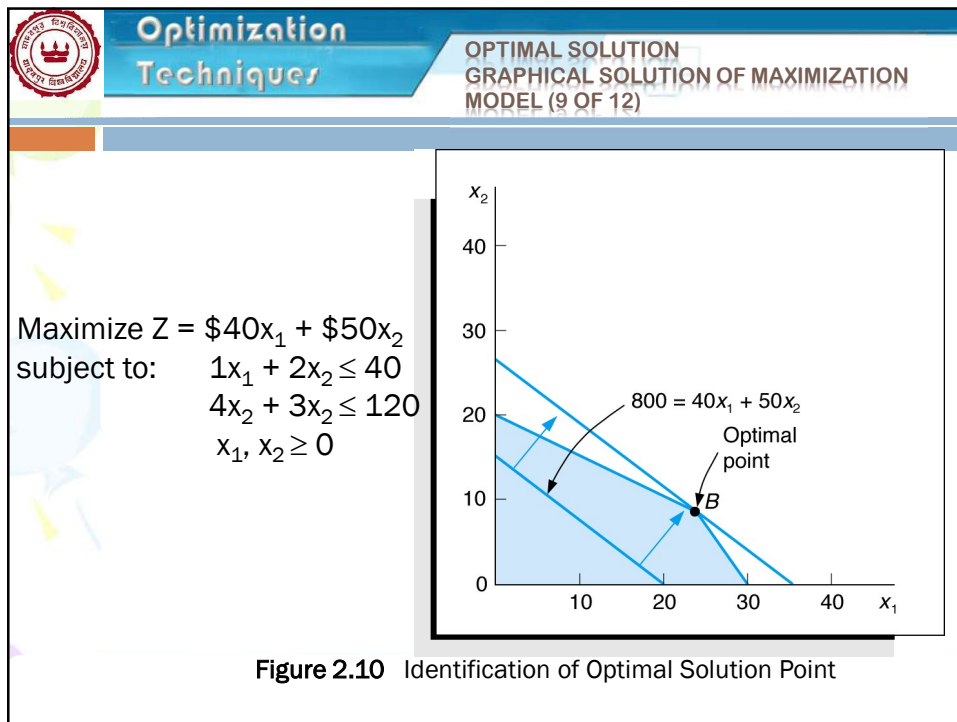 Optimization
Techniques
OPTIMAL SOLUTION
GRAPHICAL SOLUTION OF MAXIMIZATION
MODEL (9 OF 12)
Maximize Z = $40x₁ + $50x₂
subject to: 1x₁ + 2x₂ ≤ 40
4x₂ + 3x₂ ≤ 120
x₁, x₂ ≥ 0
x₂
40
30
20
10
0
800 = 40x₁ + 50x₂
Optimal
point
B
10 20 30 40 x₁
Figure 2.10 Identification of Optimal Solution Point